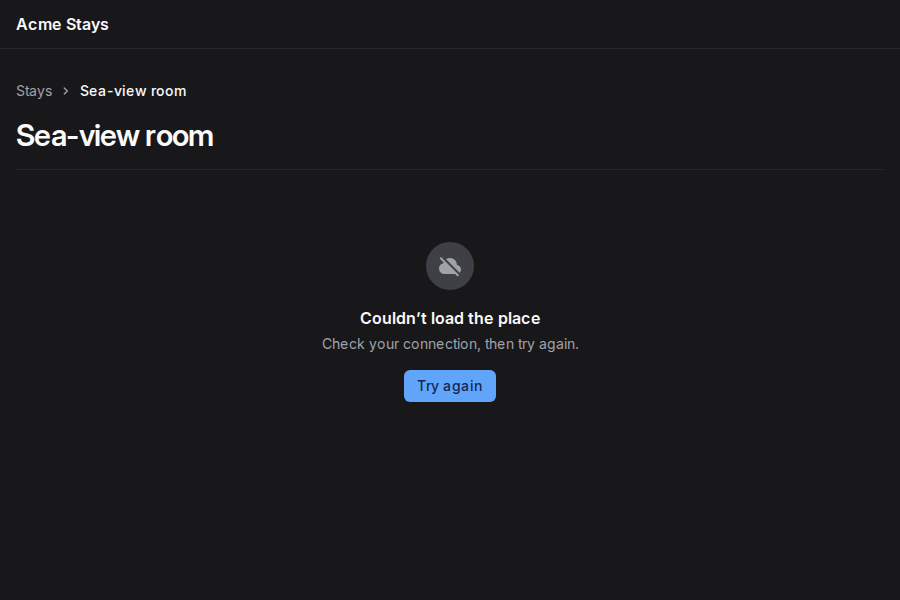 Acme Stays
Stays > Sea-view room
Sea-view room
Couldn’t load the place
Check your connection, then try again.
Try again